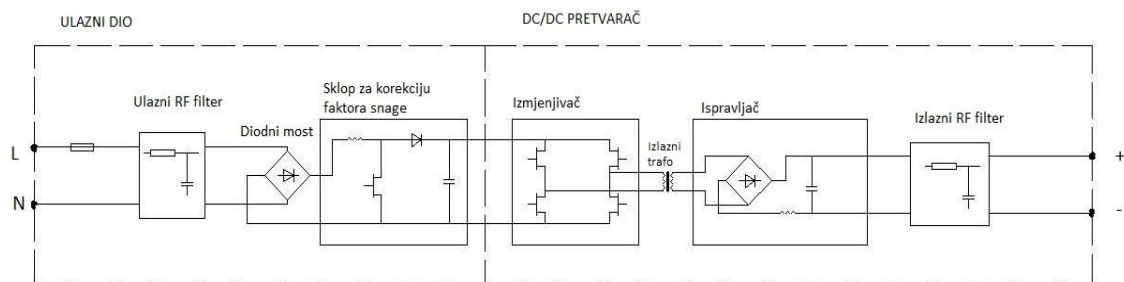 ULAZNI DIO
DC/DC PRETVARAČ
Ulazni RF filter
Diodni most
Sklop za korekciju
faktora snage
Izmjenjivač
Izlazni
trafo
Ispravljač
Izlazni RF filter
L
N
+
-